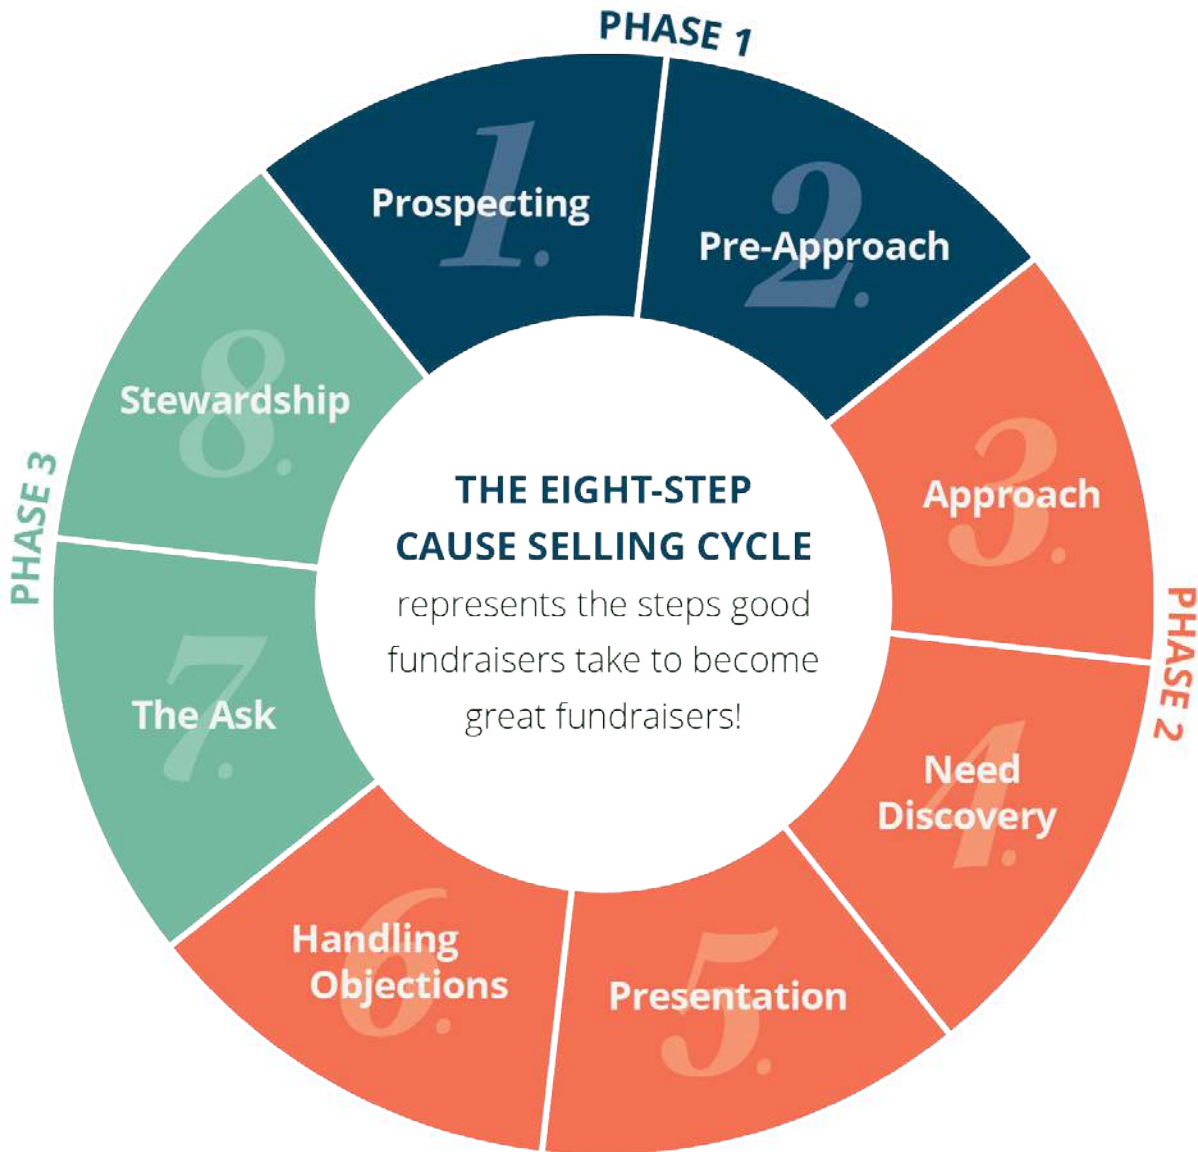 PHASE 1
1.
Prospecting
2.
Pre-Approach
3.
Approach
PHASE 2
4.
Need
Discovery
5.
Presentation
6.
Handling
Objections
7.
The Ask
PHASE 3
8.
Stewardship
THE EIGHT-STEP
CAUSE SELLING CYCLE
represents the steps good
fundraisers take to become
great fundraisers!